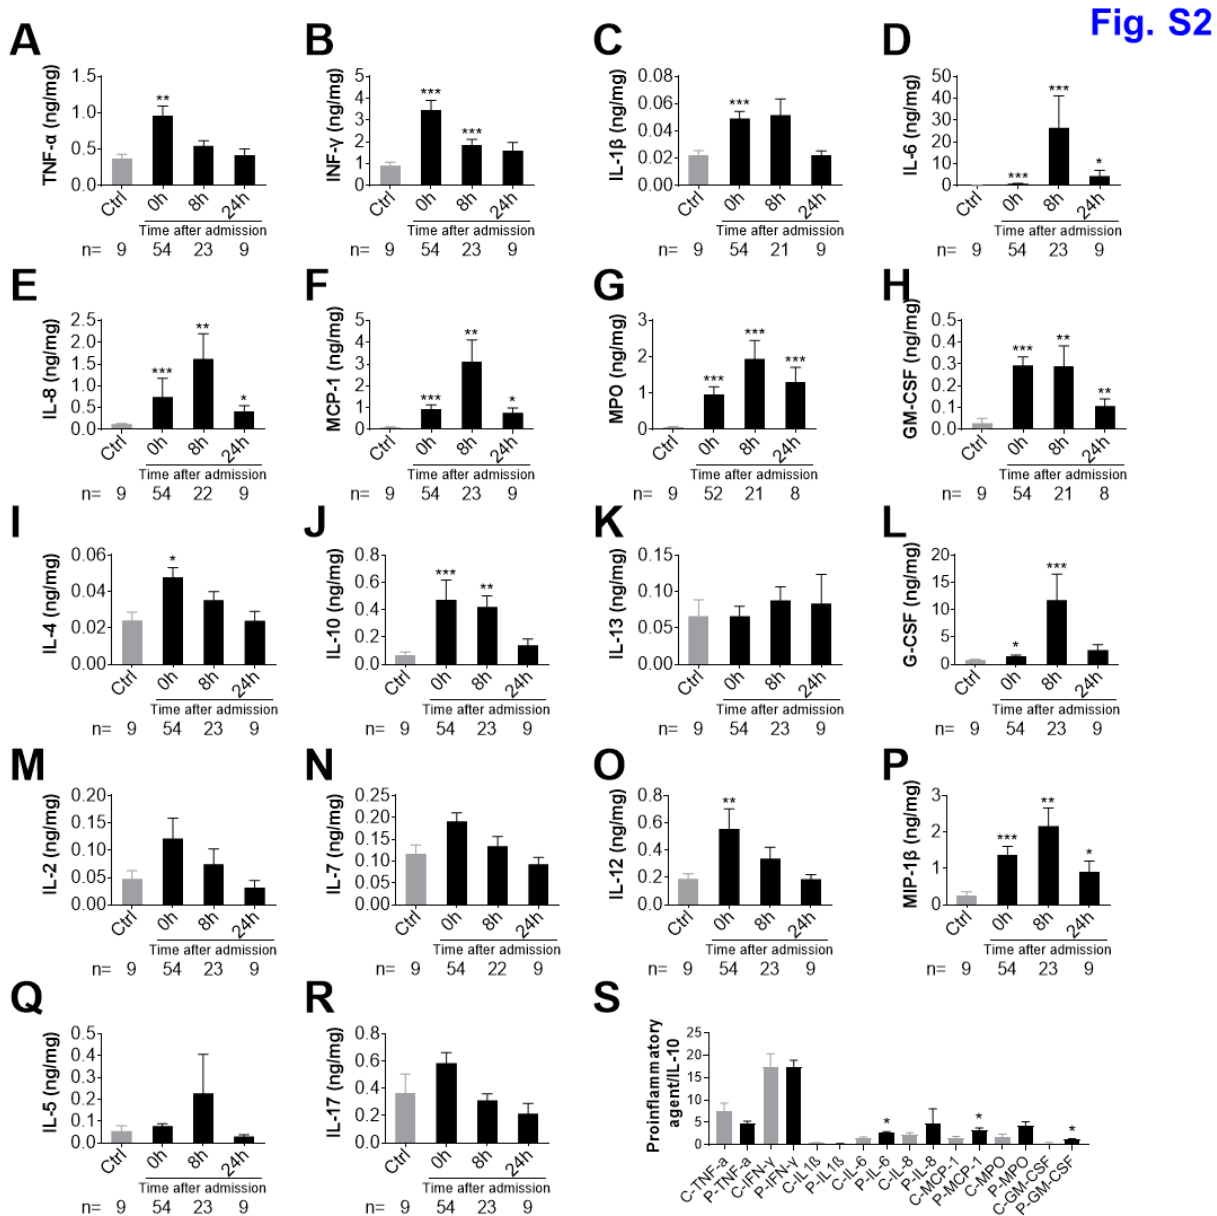 Fig. S2
A
TNF-α (ng/mg)
1.5
1.0
0.5
0.0
**
Ctrl
0h
8h
24h
Time after admission
n= 9 54 23 9
B
INF-γ (ng/mg)
5
4
3
2
1
0
***
***
Ctrl
0h
8h
24h
Time after admission
9 54 23 9
C
IL-1β (ng/mg)
0.08
0.06
0.04
0.02
0.00
***
Ctrl
0h
8h
24h
Time after admission
9 54 21 9
D
IL-6 (ng/mg)
50
40
30
20
10
0
***
***
*
Ctrl
0h
8h
24h
Time after admission
9 54 23 9
E
IL-8 (ng/mg)
2.5
2.0
1.5
1.0
0.5
0.0
***
**
*
Ctrl
0h
8h
24h
Time after admission
n= 9 54 22 9
F
MCP-1 (ng/mg)
5
4
3
2
1
0
***
**
*
Ctrl
0h
8h
24h
Time after admission
9 54 23 9
G
MPO (ng/mg)
3
2
1
0
***
***
***
Ctrl
0h
8h
24h
Time after admission
n= 9 52 21 8
H
GM-CSF (ng/mg)
0.5
0.4
0.3
0.2
0.1
0.0
***
**
**
Ctrl
0h
8h
24h
Time after admission
9 54 21 8
I
IL-4 (ng/mg)
0.06
0.04
0.02
0.00
*
Ctrl
0h
8h
24h
Time after admission
n= 9 54 23 9
J
IL-10 (ng/mg)
0.8
0.6
0.4
0.2
0.0
***
**
Ctrl
0h
8h
24h
Time after admission
n= 9 54 23 9
K
IL-13 (ng/mg)
0.15
0.10
0.05
0.00
Ctrl
0h
8h
24h
Time after admission
n= 9 54 23 9
L
G-CSF (ng/mg)
20
15
10
5
0
*
***
Ctrl
0h
8h
24h
Time after admission
9 54 23 9
M
IL-2 (ng/mg)
0.20
0.15
0.10
0.05
0.00
Ctrl
0h
8h
24h
Time after admission
n= 9 54 23 9
N
IL-7 (ng/mg)
0.25
0.20
0.15
0.10
0.05
0.00
Ctrl
0h
8h
24h
Time after admission
n= 9 54 22 9
O
IL-12 (ng/mg)
0.8
0.6
0.4
0.2
0.0
**
Ctrl
0h
8h
24h
Time after admission
n= 9 54 23 9
P
MIP-1β (ng/mg)
3
2
1
0
***
**
*
Ctrl
0h
8h
24h
Time after admission
9 54 23 9
Q
IL-5 (ng/mg)
0.5
0.4
0.3
0.2
0.1
0.0
Ctrl
0h
8h
24h
Time after admission
n= 9 54 23 9
R
IL-17 (ng/mg)
0.8
0.6
0.4
0.2
0.0
Ctrl
0h
8h
24h
Time after admission
n= 9 54 23 9
S
Proinflammatory
agent/IL-10
25
20
15
10
5
0
*
*
*
C-TNF-a
P-TNF-a
C-IFN-γ
P-IFN-γ
C-IL1ß
P-IL1ß
C-IL-6
P-IL-6
C-IL-8
P-IL-8
C-MCP-1
P-MCP-1
C-MPO
P-MPO
C-GM-CSF
P-GM-CSF